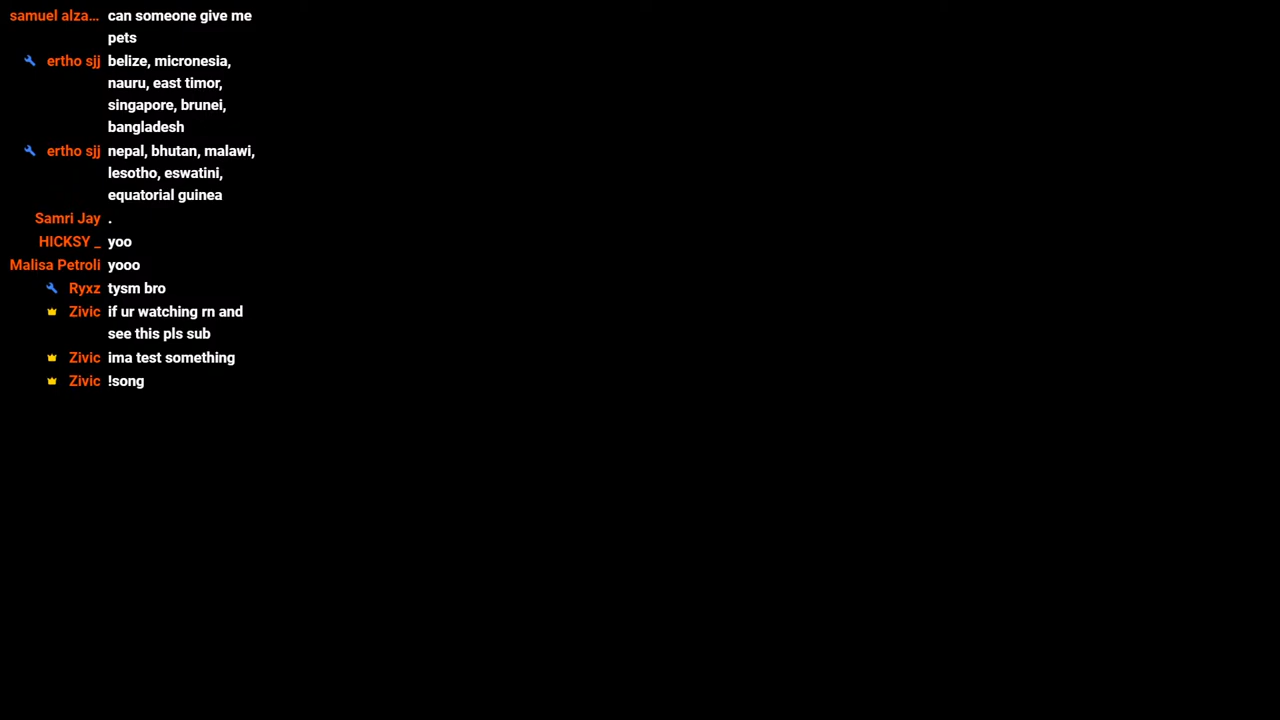 samuel alza... can someone give me
pets
ertho sjj belize, micronesia,
nauru, east timor,
singapore, brunei,
bangladesh
ertho sjj nepal, bhutan, malawi,
lesotho, eswatini,
equatorial guinea
Samri Jay .
HICKSY _ yoo
Malisa Petroli yooo
Ryxz tysm bro
Zivic if ur watching rn and
see this pls sub
Zivic ima test something
Zivic !song